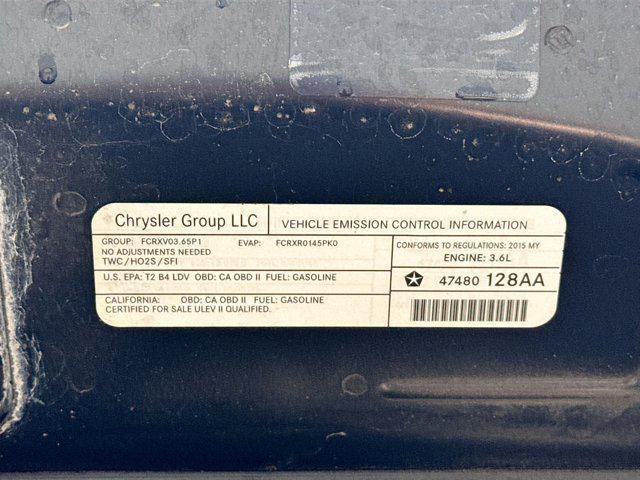 Chrysler Group LLC
VEHICLE EMISSION CONTROL INFORMATION
GROUP: FCRXV03.65P1 EVAP: FCRXR0145PK0
NO ADJUSTMENTS NEEDED
TWC/HO2S/SFI
CONFORMS TO REGULATIONS: 2015 MY
ENGINE: 3.6L
U.S. EPA: T2 B4 LDV OBD: CA OBD II FUEL: GASOLINE
47480 128AA
CALIFORNIA: OBD: CA OBD II FUEL: GASOLINE
CERTIFIED FOR SALE ULEV II QUALIFIED.